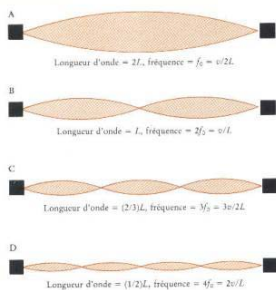 A
Longueur d'onde = 2L, fréquence = f₀ = v/2L
B
Longueur d'onde = L, fréquence = 2f₀ = v/L
C
Longueur d'onde = (2/3)L, fréquence = 3f₀ = 3v/2L
D
Longueur d'onde = (1/2)L, fréquence = 4f₀ = 2v/L